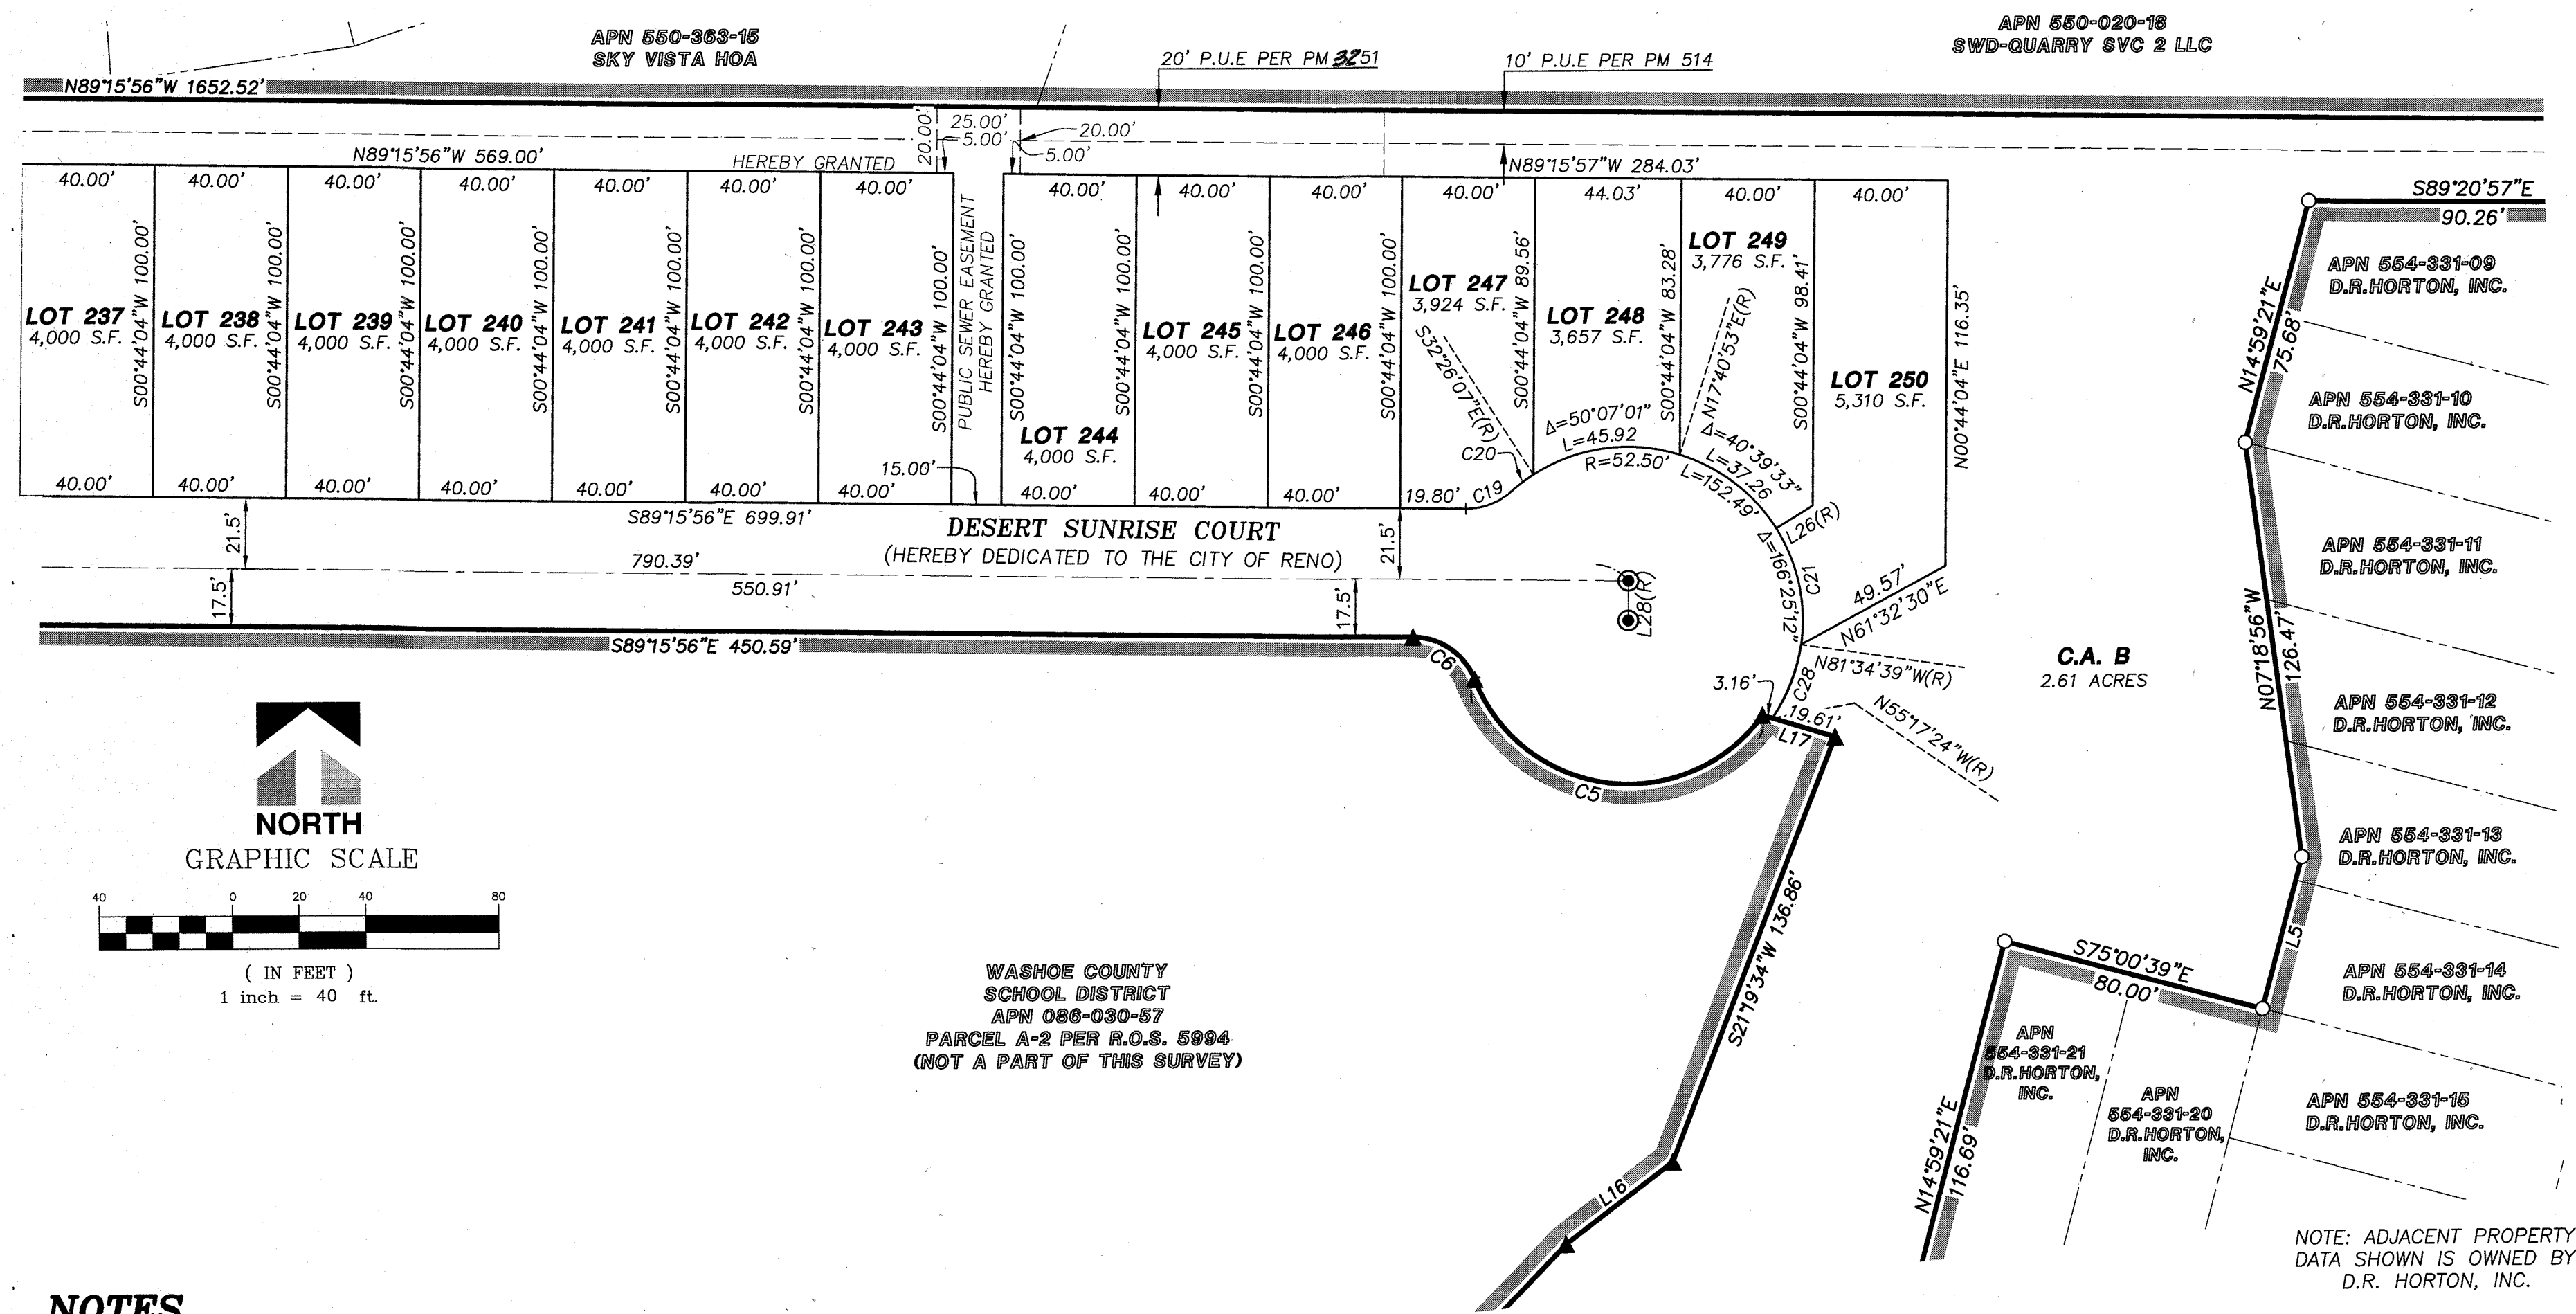 APN 550-363-15
SKY VISTA HOA
APN 550-020-18
SWD-QUARRY SVC 2 LLC
20' P.U.E PER PM 3251
10' P.U.E PER PM 514
N89°15'56"W 1652.52'
20.00'
25.00'
5.00'
20.00'
5.00'
N89°15'56"W 569.00'
HEREBY GRANTED
N89°15'57"W 284.03'
40.00'
40.00'
40.00'
40.00'
40.00'
40.00'
40.00'
40.00'
40.00'
40.00'
40.00'
44.03'
40.00'
40.00'
LOT 237
4,000 S.F.
S00°44'04"W 100.00'
LOT 238
4,000 S.F.
S00°44'04"W 100.00'
LOT 239
4,000 S.F.
S00°44'04"W 100.00'
LOT 240
4,000 S.F.
S00°44'04"W 100.00'
LOT 241
4,000 S.F.
S00°44'04"W 100.00'
LOT 242
4,000 S.F.
S00°44'04"W 100.00'
LOT 243
4,000 S.F.
S00°44'04"W 100.00'
PUBLIC SEWER EASEMENT
HEREBY GRANTED
S00°44'04"W 100.00'
LOT 244
4,000 S.F.
S00°44'04"W 100.00'
LOT 245
4,000 S.F.
S00°44'04"W 100.00'
LOT 246
4,000 S.F.
S00°44'04"W 100.00'
LOT 247
3,924 S.F.
S32°26'07"E(R)
S00°44'04"W 89.56'
LOT 248
3,657 S.F.
S00°44'04"W 83.28'
LOT 249
3,776 S.F.
N17°40'53"E(R)
S00°44'04"W 98.41'
LOT 250
5,310 S.F.
N00°44'04"E 116.35'
Δ=50°07'01"
L=45.92
R=52.50'
Δ=40°39'33"
L=37.26
L=152.49'
Δ=166°25'12"
C20
C19
L26(R)
C21
49.57'
N61°32'30"E
N81°34'39"W(R)
C28
3.16'
19.61'
L17
N55°17'24"W(R)
40.00'
40.00'
40.00'
40.00'
40.00'
40.00'
40.00'
15.00'
40.00'
40.00'
40.00'
19.80'
S89°15'56"E 699.91'
DESERT SUNRISE COURT
(HEREBY DEDICATED TO THE CITY OF RENO)
21.5'
21.5'
790.39'
550.91'
17.5'
17.5'
L28(R)
S89°15'56"E 450.59'
C6
C5
C.A. B
2.61 ACRES
S89°20'57"E
90.26'
N14°59'21"E
75.68'
N07°18'56"W
126.47'
L5
S75°00'39"E
80.00'
N14°59'21"E
116.69'
S21°19'34"W 136.86'
L16
APN 554-331-09
D.R.HORTON, INC.
APN 554-331-10
D.R.HORTON, INC.
APN 554-331-11
D.R.HORTON, INC.
APN 554-331-12
D.R.HORTON, INC.
APN 554-331-13
D.R.HORTON, INC.
APN 554-331-14
D.R.HORTON, INC.
APN 554-331-15
D.R.HORTON, INC.
APN
554-331-21
D.R.HORTON,
INC.
APN
554-331-20
D.R.HORTON,
INC.
NORTH
GRAPHIC SCALE
40 0 20 40 80
( IN FEET )
1 inch = 40 ft.
WASHOE COUNTY
SCHOOL DISTRICT
APN 086-030-57
PARCEL A-2 PER R.O.S. 5994
(NOT A PART OF THIS SURVEY)
NOTE: ADJACENT PROPERTY
DATA SHOWN IS OWNED BY
D.R. HORTON, INC.
NOTES